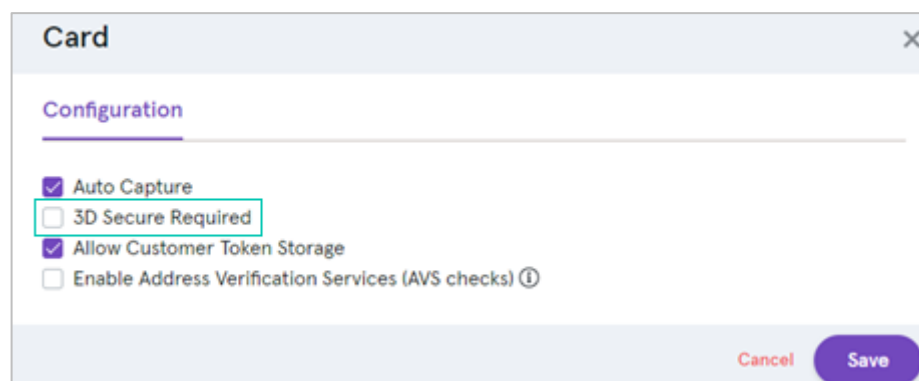 Card
Configuration
Auto Capture
3D Secure Required
Allow Customer Token Storage
Enable Address Verification Services (AVS checks)
Cancel
Save